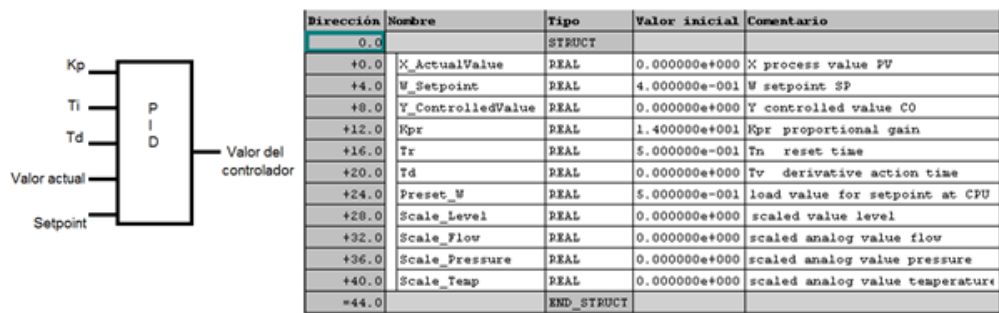 Kp
Ti
Td
Valor actual
Setpoint
P
I
D
Valor del
controlador
Dirección Nombre Tipo Valor inicial Comentario
0.0 STRUCT
+0.0 X_ActualValue REAL 0.000000e+000 X process value PV
+4.0 W_Setpoint REAL 4.000000e-001 W setpoint SP
+8.0 Y_ControlledValue REAL 0.000000e+000 Y controlled value CO
+12.0 Kpr REAL 1.400000e+001 Kpr proportional gain
+16.0 Tr REAL 5.000000e-001 Tn reset time
+20.0 Td REAL 0.000000e+000 Tv derivative action time
+24.0 Preset_W REAL 5.000000e-001 load value for setpoint at CPU
+28.0 Scale_Level REAL 0.000000e+000 scaled value level
+32.0 Scale_Flow REAL 0.000000e+000 scaled analog value flow
+36.0 Scale_Pressure REAL 0.000000e+000 scaled analog value pressure
+40.0 Scale_Temp REAL 0.000000e+000 scaled analog value temperature
=44.0 END_STRUCT